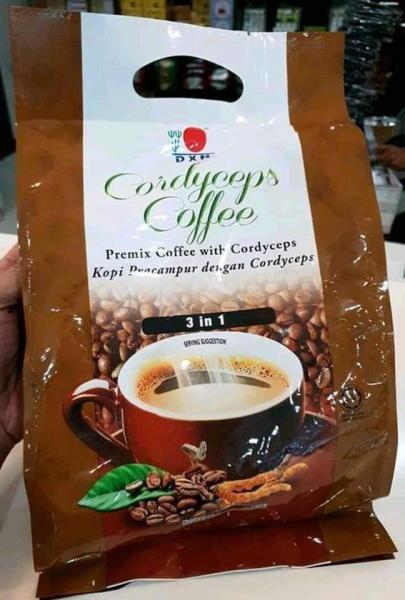 DXN
Cordyceps
Coffee
Premix Coffee with Cordyceps
Kopi Pracampur dengan Cordyceps
3 in 1
SERVING SUGGESTION